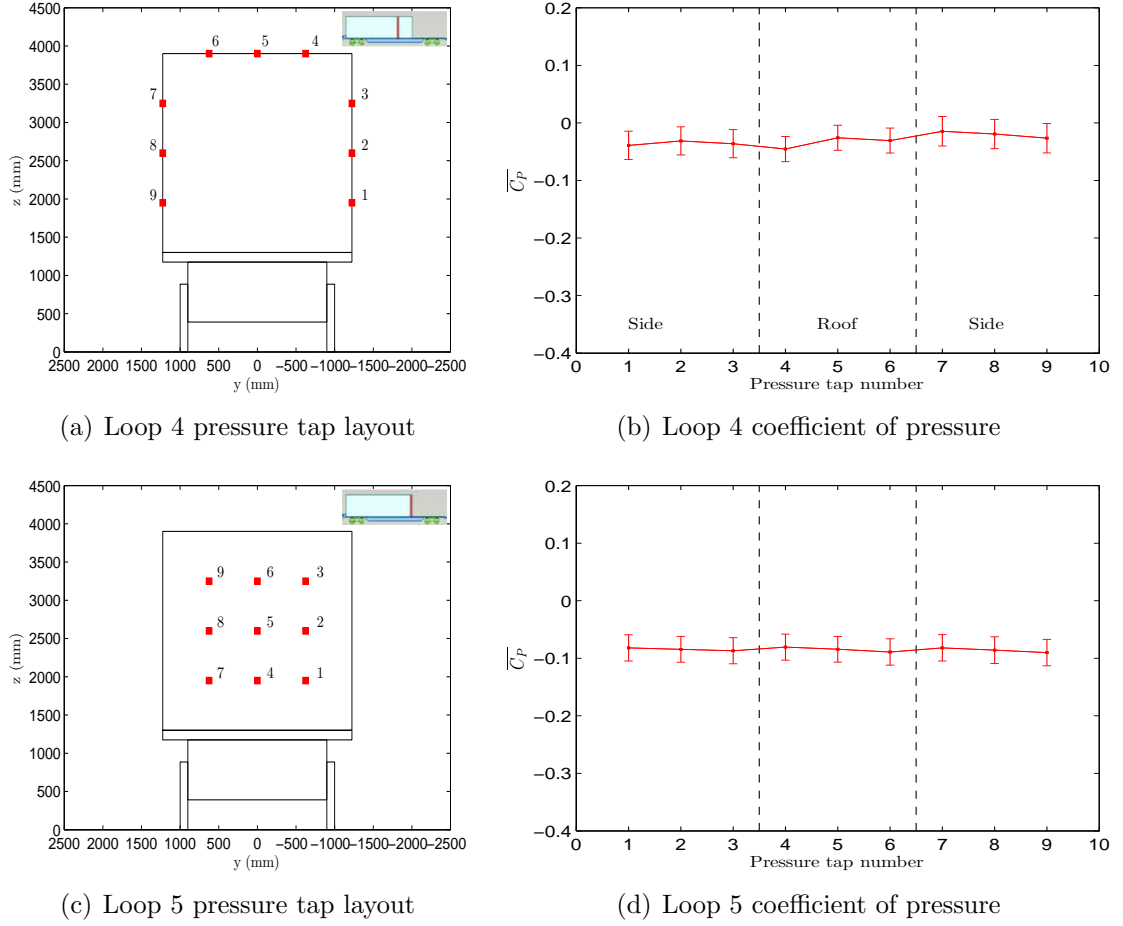 4500
4000
3500
3000
2500
2000
1500
1000
500
0
z (mm)
6 5 4
7 3
8 2
9 1
2500 2000 1500 1000 500 0 −500 −1000 −1500 −2000 −2500
y (mm)
(a) Loop 4 pressure tap layout
0.2
0.1
0
−0.1
−0.2
−0.3
−0.4
C_P
Side Roof Side
0 1 2 3 4 5 6 7 8 9 10
Pressure tap number
(b) Loop 4 coefficient of pressure
4500
4000
3500
3000
2500
2000
1500
1000
500
0
z (mm)
9 6 3
8 5 2
7 4 1
2500 2000 1500 1000 500 0 −500 −1000 −1500 −2000 −2500
y (mm)
(c) Loop 5 pressure tap layout
0.2
0.1
0
−0.1
−0.2
−0.3
−0.4
C_P
0 1 2 3 4 5 6 7 8 9 10
Pressure tap number
(d) Loop 5 coefficient of pressure